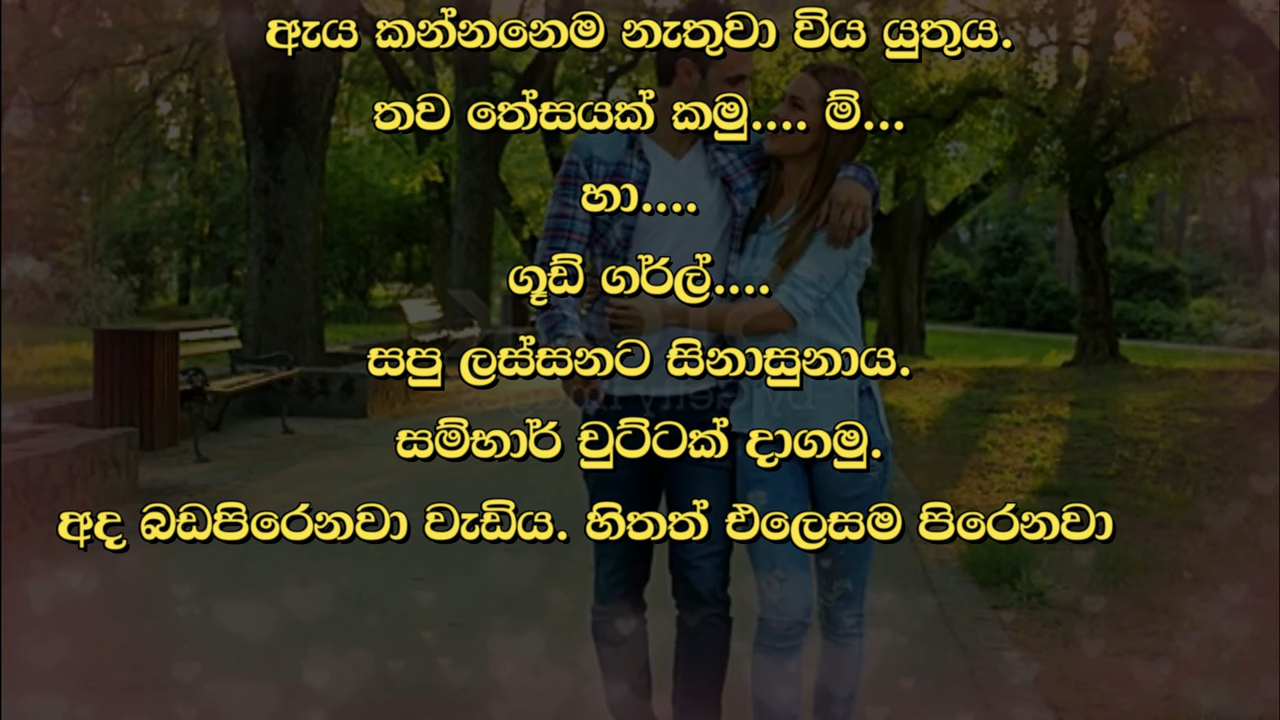 ඇය කන්නනෙම නැතුවා විය යුතුය.
තව තේසයක් කමු.... ම්...
හා....
ගූඩ් ගර්ල්....
සපු ලස්සනට සිනාසුනාය.
සම්භාර් චුට්ටක් දාගමු.
අද බඩපිරෙනවා වැඩිය. හිතත් එලෙසම පිරෙනවා